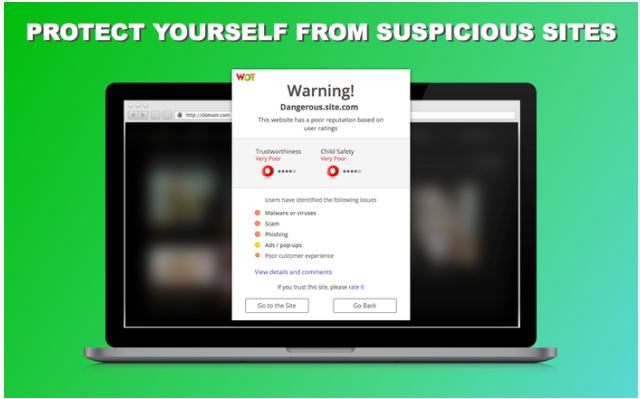 PROTECT YOURSELF FROM SUSPICIOUS SITES
WOT
Warning!
Dangerous.site.com
This website has a poor reputation based on
user ratings
http://domain.com
Trustworthiness Child Safety
Very Poor Very Poor
Users have identified the following issues
Malware or viruses
Scam
Phishing
Ads / pop-ups
Poor customer experience
View details and comments
If you trust this site, please rate it
Go to the Site Go Back